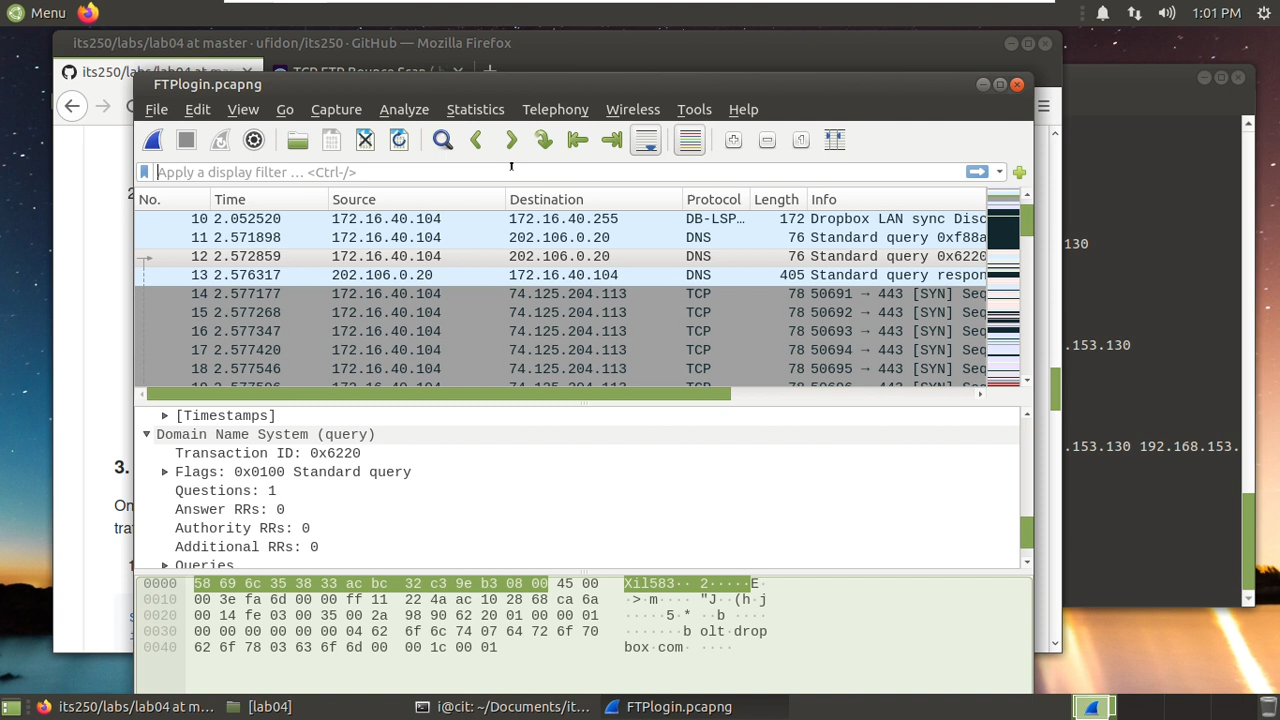 Menu 1:01 PM
its250/labs/lab04 at master · ufidon/its250 · GitHub — Mozilla Firefox
its250/labs/lab04 at
FTPlogin.pcapng
File Edit View Go Capture Analyze Statistics Telephony Wireless Tools Help
Apply a display filter … <Ctrl-/>
No. Time Source Destination Protocol Length Info
10 2.052520 172.16.40.104 172.16.40.255 DB-LSP… 172 Dropbox LAN sync Disc
11 2.571898 172.16.40.104 202.106.0.20 DNS 76 Standard query 0xf88a
12 2.572859 172.16.40.104 202.106.0.20 DNS 76 Standard query 0x6220
13 2.576317 202.106.0.20 172.16.40.104 DNS 405 Standard query respon
14 2.577177 172.16.40.104 74.125.204.113 TCP 78 50691 → 443 [SYN] Seq
15 2.577268 172.16.40.104 74.125.204.113 TCP 78 50692 → 443 [SYN] Seq
16 2.577347 172.16.40.104 74.125.204.113 TCP 78 50693 → 443 [SYN] Seq
17 2.577420 172.16.40.104 74.125.204.113 TCP 78 50694 → 443 [SYN] Seq
18 2.577546 172.16.40.104 74.125.204.113 TCP 78 50695 → 443 [SYN] Seq
130
.153.130
.153.130 192.168.153.
[Timestamps]
Domain Name System (query)
Transaction ID: 0x6220
Flags: 0x0100 Standard query
Questions: 1
Answer RRs: 0
Authority RRs: 0
Additional RRs: 0
Queries
3.
On
tra
0000 58 69 6c 35 38 33 ac bc 32 c3 9e b3 08 00 45 00 Xil583·· 2·····E·
0010 00 3e fa 6d 00 00 ff 11 22 4a ac 10 28 68 ca 6a ·>·m···· "J··(h·j
0020 00 14 fe 03 00 35 00 2a 98 90 62 20 01 00 00 01 ·····5·* ··b ····
0030 00 00 00 00 00 00 04 62 6f 6c 74 07 64 72 6f 70 ·······b olt·drop
0040 62 6f 78 03 63 6f 6d 00 00 1c 00 01 box·com· ····
its250/labs/lab04 at m... [lab04] i@cit: ~/Documents/it... FTPlogin.pcapng